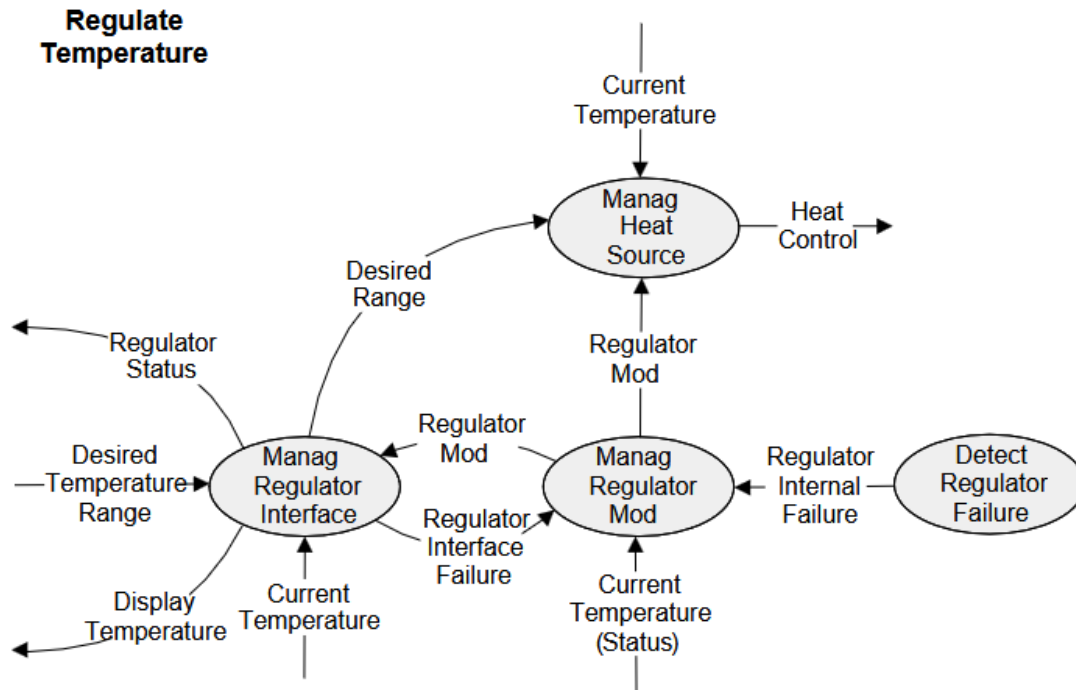 Regulate
Temperature
Current
Temperature
Manag
Heat
Source
Heat
Control
Desired
Range
Regulator
Status
Regulator
Mod
Regulator
Mod
Desired
Temperature
Range
Manag
Regulator
Interface
Manag
Regulator
Mod
Regulator
Internal
Failure
Detect
Regulator
Failure
Regulator
Interface
Failure
Display
Temperature
Current
Temperature
Current
Temperature
(Status)